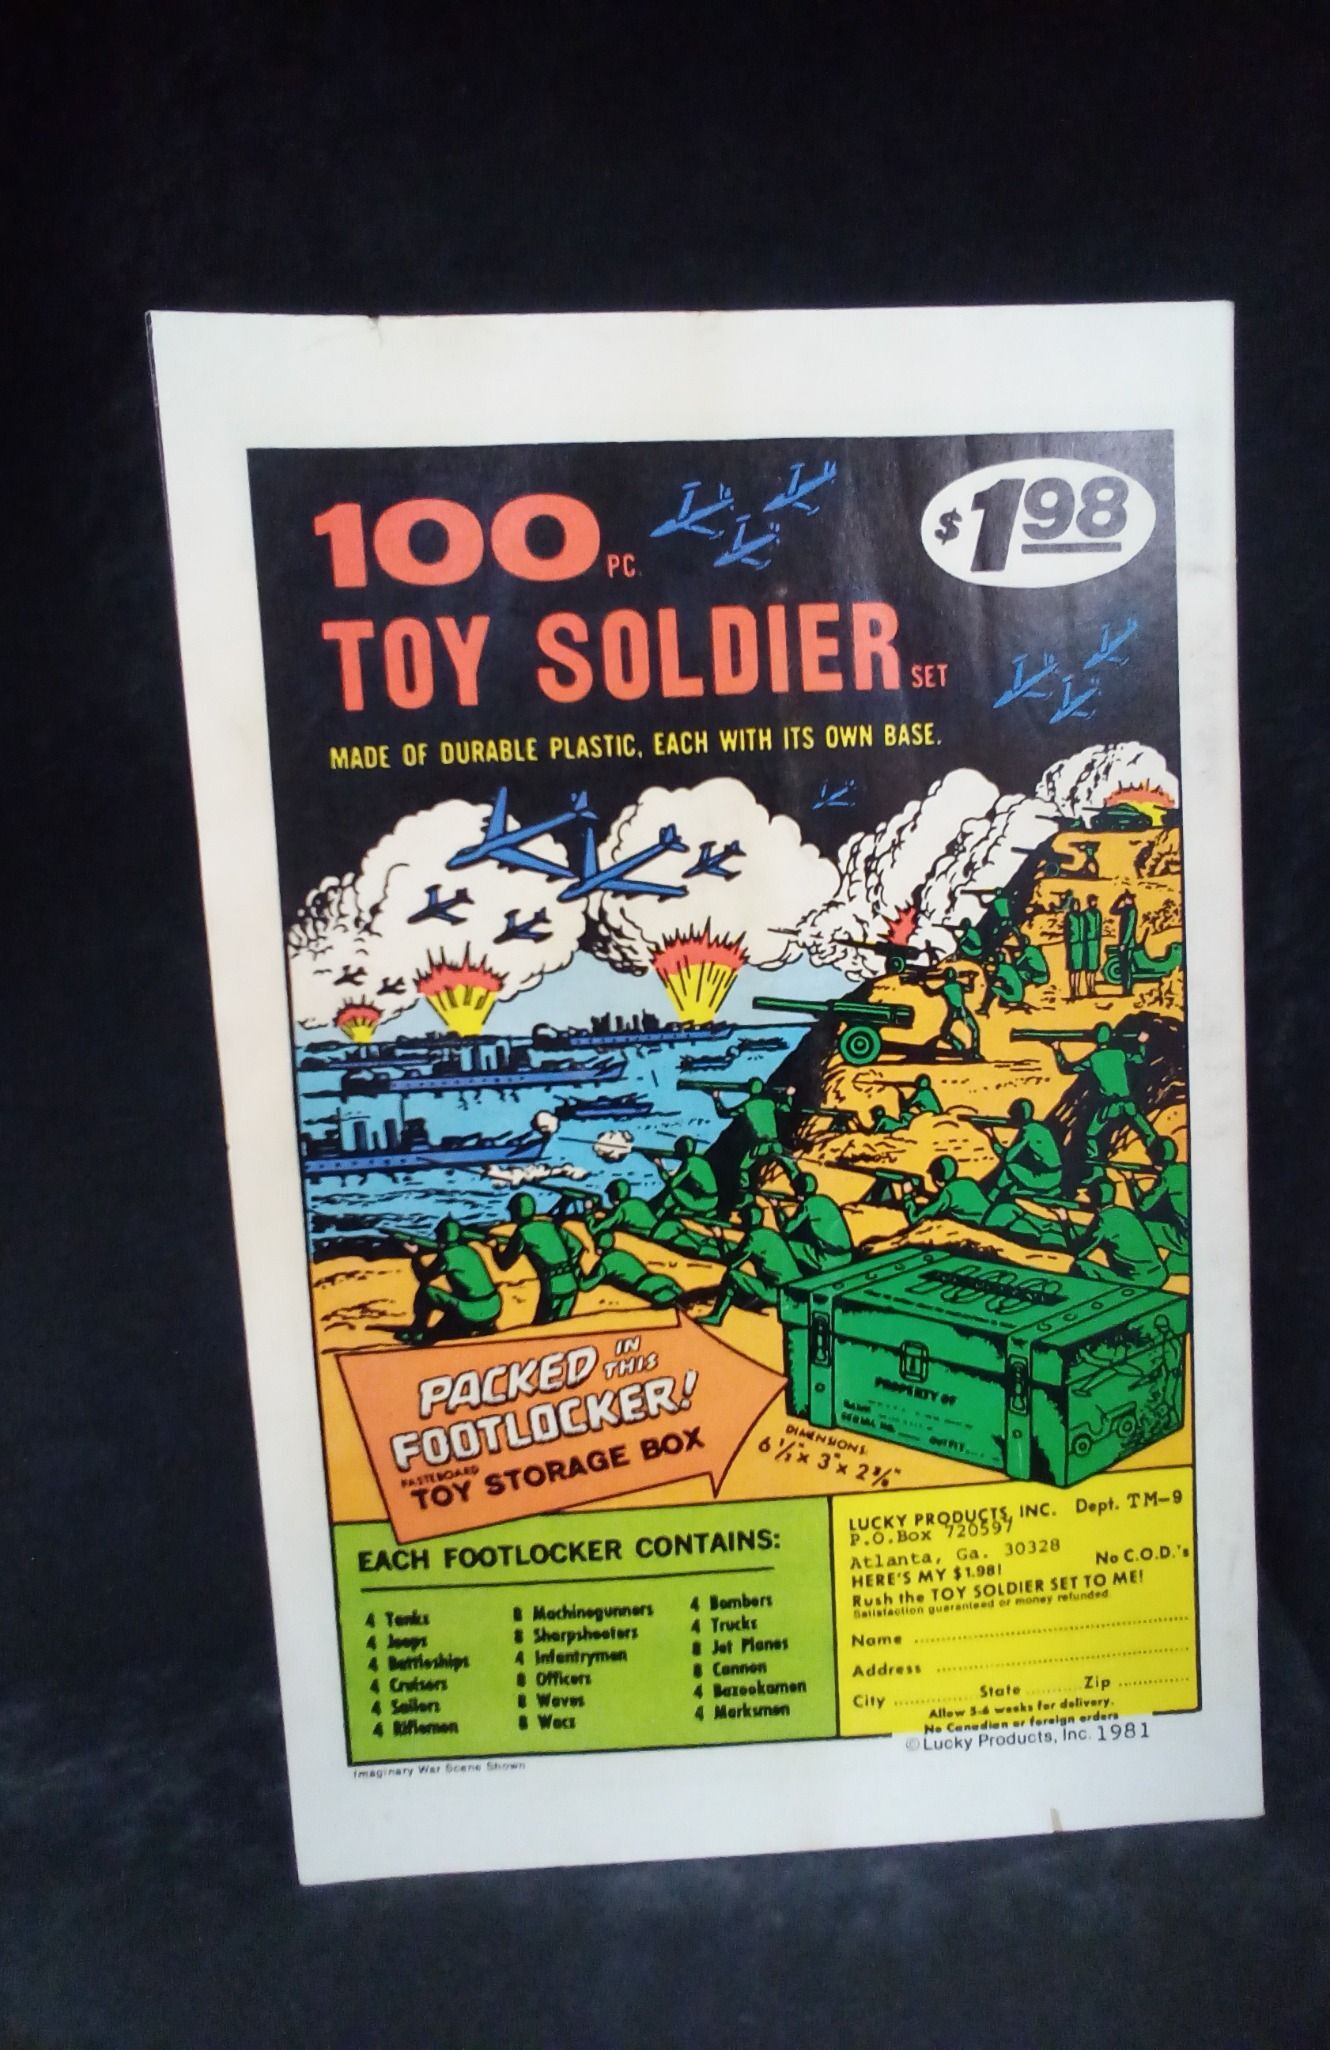 100 PC.
$1.98
TOY SOLDIER SET
MADE OF DURABLE PLASTIC, EACH WITH ITS OWN BASE.
PACKED IN THIS
FOOTLOCKER!
PASTEBOARD
TOY STORAGE BOX
PROPERTY OF
SERIAL NO.
DIMENSIONS:
6 1/2" x 3" x 2
EACH FOOTLOCKER CONTAINS:
4 Tanks
4 Jeeps
4 Battleships
4 Cruisers
4 Sailors
4 Riflemen
8 Machinegunners
8 Sharpshooters
4 Infantrymen
8 Officers
8 Waves
8 Wacs
4 Bombers
4 Trucks
8 Jet Planes
8 Cannon
4 Bazookamen
4 Marksmen
LUCKY PRODUCTS, INC. Dept. TM-9
P.O.Box 720597
Atlanta, Ga. 30328 No C.O.D.'s
HERE'S MY $1.98!
Rush the TOY SOLDIER SET TO ME!
Satisfaction guaranteed or money refunded.
Name
Address
City State Zip
Allow 5-6 weeks for delivery.
No Canadian or foreign orders
©Lucky Products, Inc. 1981
Imaginary War Scene Shown